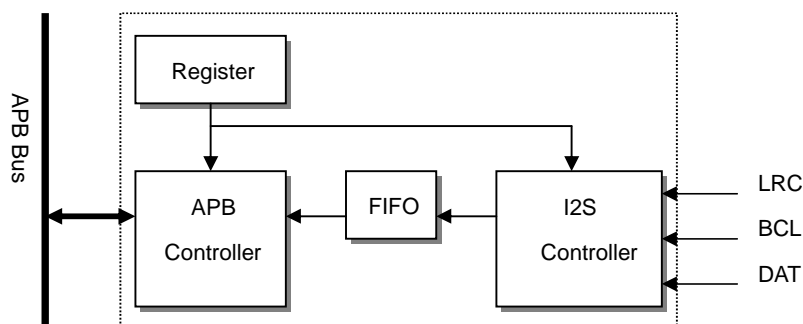 Register
APB Bus
APB
Controller
FIFO
I2S
Controller
LRC
BCL
DAT